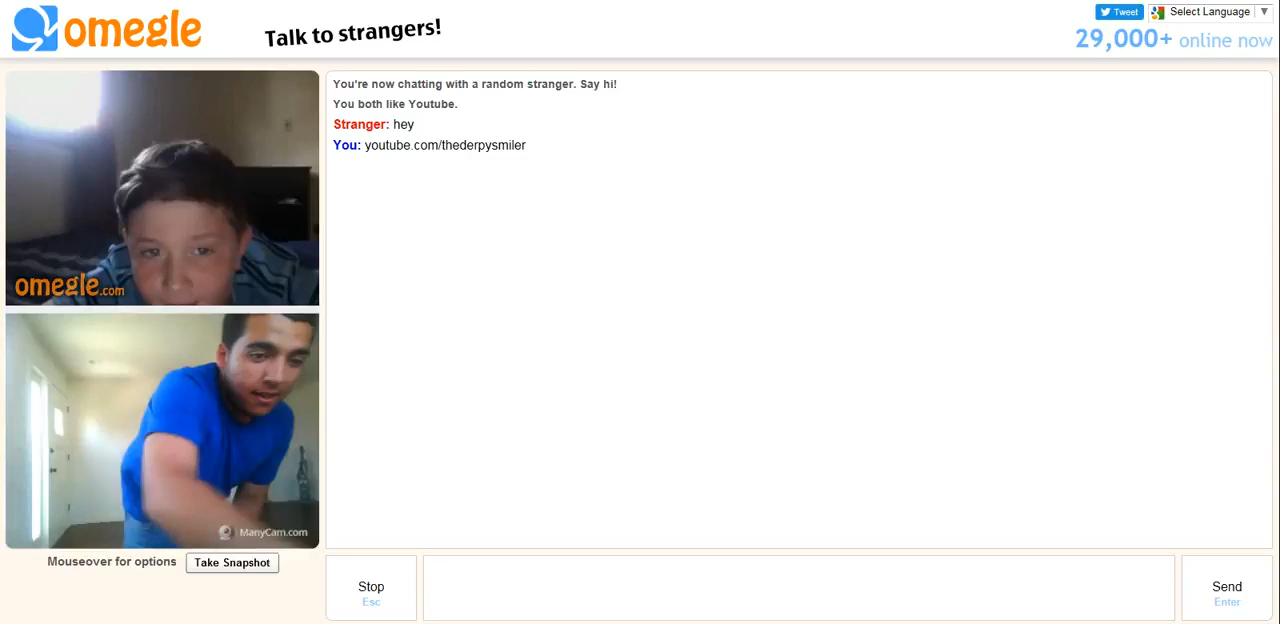 omegle
Talk to strangers!
Tweet
Select Language
29,000+ online now
You're now chatting with a random stranger. Say hi!
You both like Youtube.
Stranger: hey
You: youtube.com/thederpysmiler
omegle.com
ManyCam.com
Mouseover for options
Take Snapshot
Stop
Esc
Send
Enter